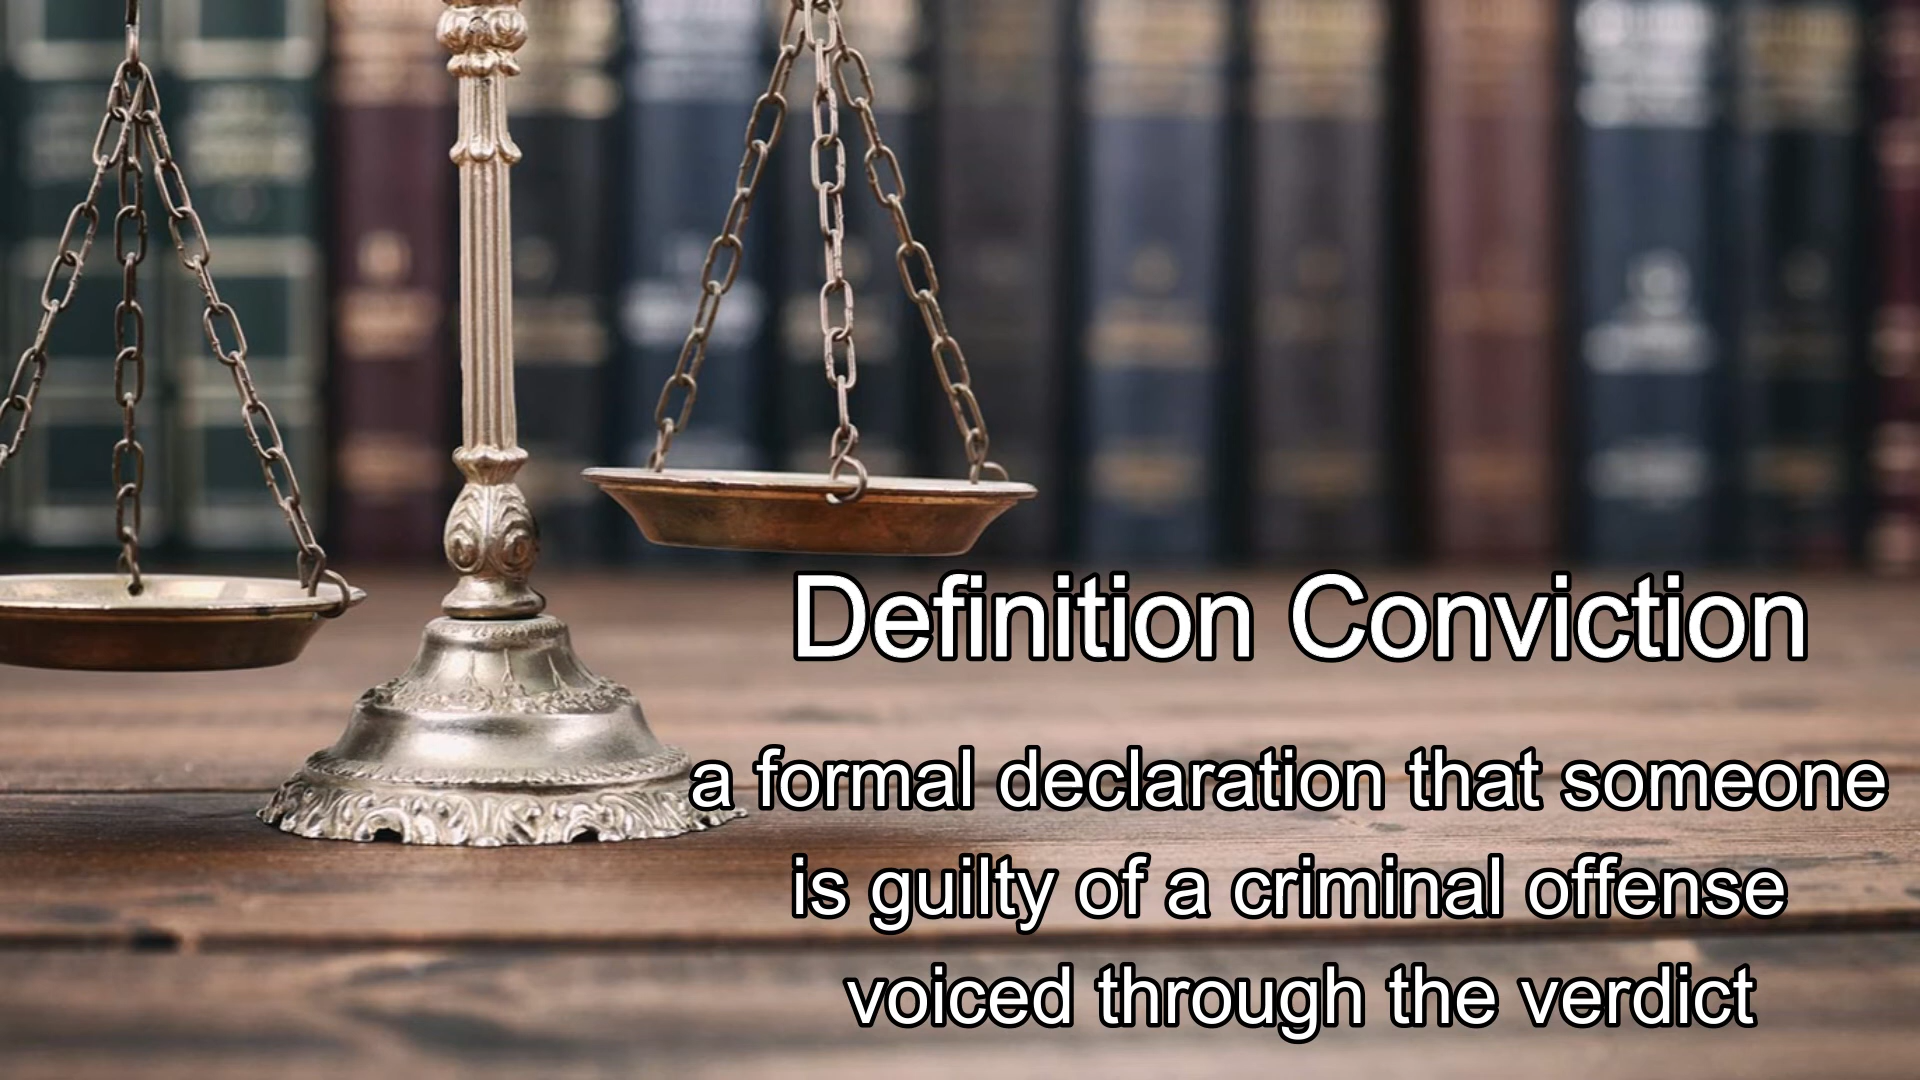 Definition Conviction
a formal declaration that someone
is guilty of a criminal offense
voiced through the verdict